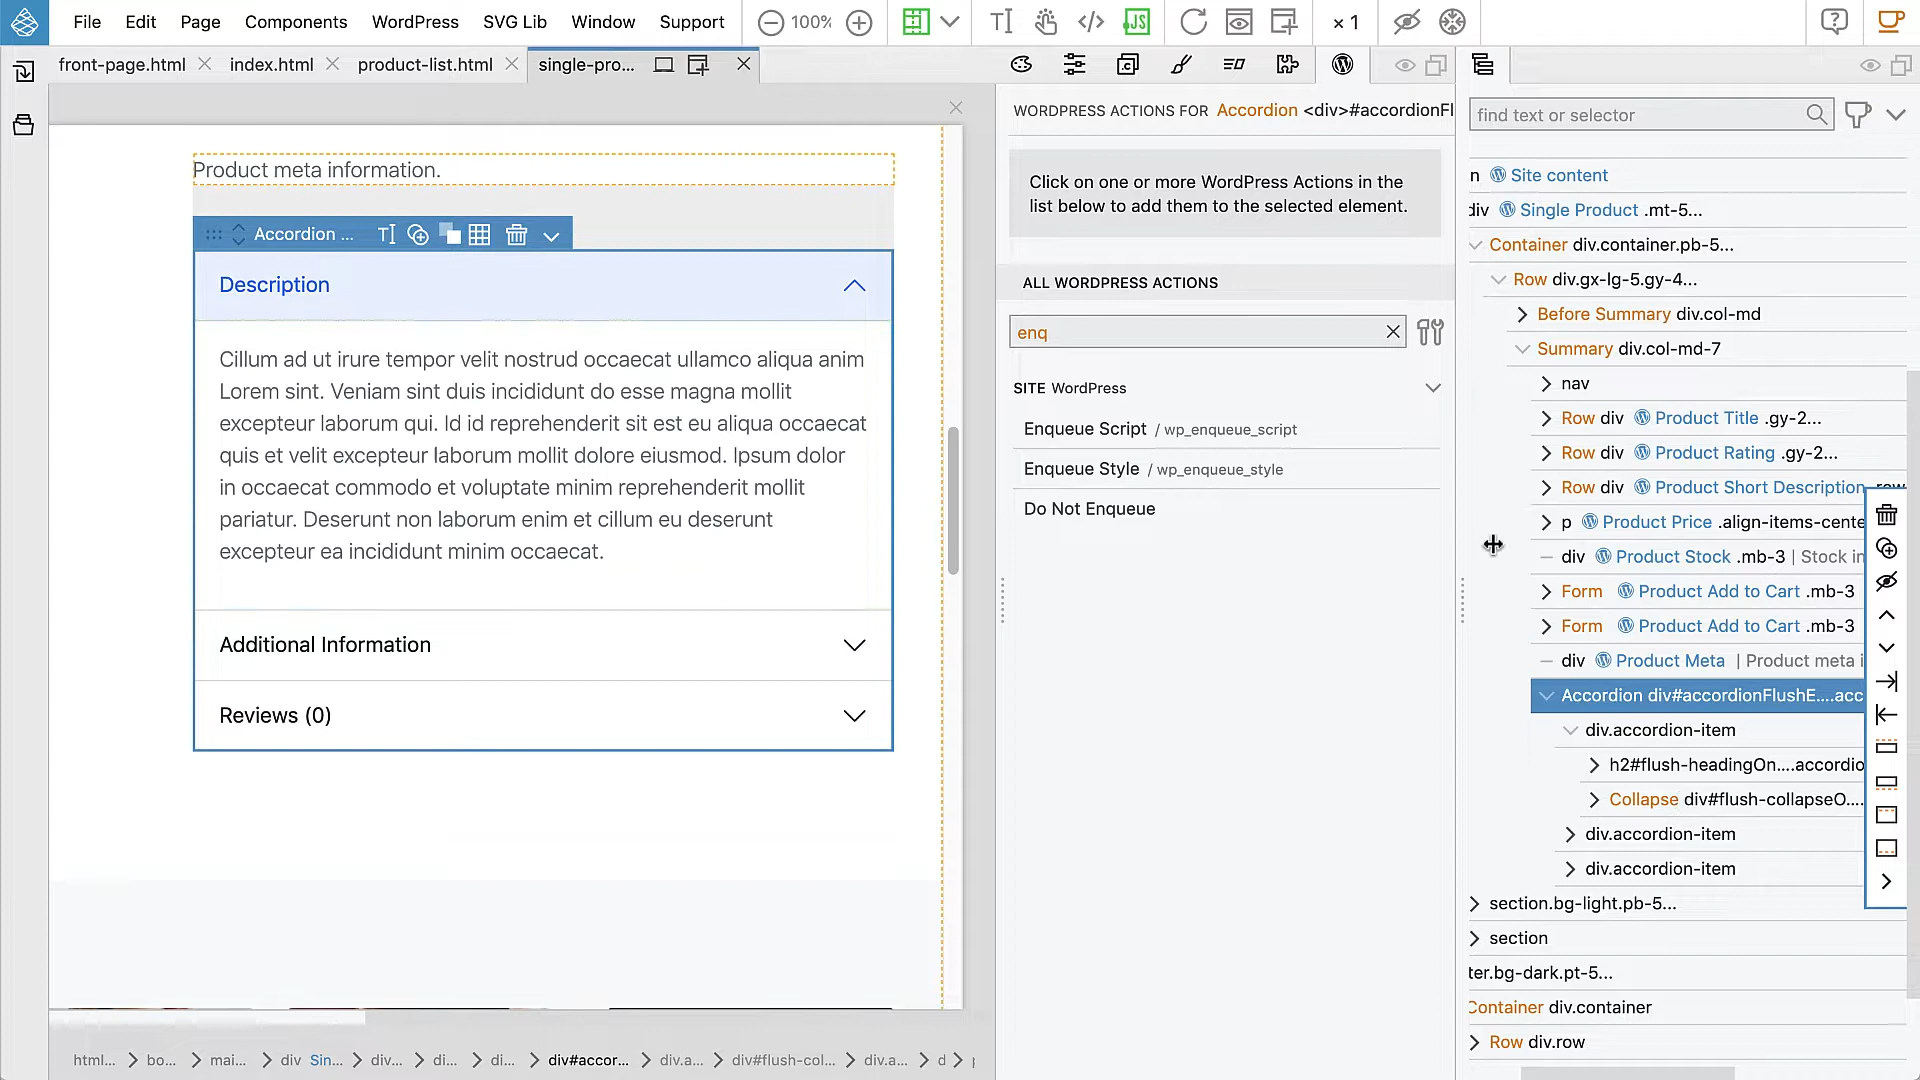 File Edit Page Components WordPress SVG Lib Window Support 100% × 1
front-page.html index.html product-list.html single-pro...
Product meta information.
Accordion ...
Description
Cillum ad ut irure tempor velit nostrud occaecat ullamco aliqua anim
Lorem sint. Veniam sint duis incididunt do esse magna mollit
excepteur laborum qui. Id id reprehenderit sit est eu aliqua occaecat
quis et velit excepteur laborum mollit dolore eiusmod. Ipsum dolor
in occaecat commodo et voluptate minim reprehenderit mollit
pariatur. Deserunt non laborum enim et cillum eu deserunt
excepteur ea incididunt minim occaecat.
Additional Information
Reviews (0)
html... bo... mai... div Sin... div... di... di... div#accor... div.a... div#flush-col... div.a... d
WORDPRESS ACTIONS FOR Accordion <div>#accordionFl
Click on one or more WordPress Actions in the
list below to add them to the selected element.
ALL WORDPRESS ACTIONS
enq
SITE WordPress
Enqueue Script / wp_enqueue_script
Enqueue Style / wp_enqueue_style
Do Not Enqueue
find text or selector
n Site content
div Single Product .mt-5...
Container div.container.pb-5...
Row div.gx-lg-5.gy-4...
Before Summary div.col-md
Summary div.col-md-7
nav
Row div Product Title .gy-2...
Row div Product Rating .gy-2...
Row div Product Short Description .row
p Product Price .align-items-cente
div Product Stock .mb-3 | Stock in
Form Product Add to Cart .mb-3
Form Product Add to Cart .mb-3
div Product Meta | Product meta i
Accordion div#accordionFlushE....acc
div.accordion-item
h2#flush-headingOn....accordio
Collapse div#flush-collapseO....
div.accordion-item
div.accordion-item
section.bg-light.pb-5...
section
ter.bg-dark.pt-5...
Container div.container
Row div.row